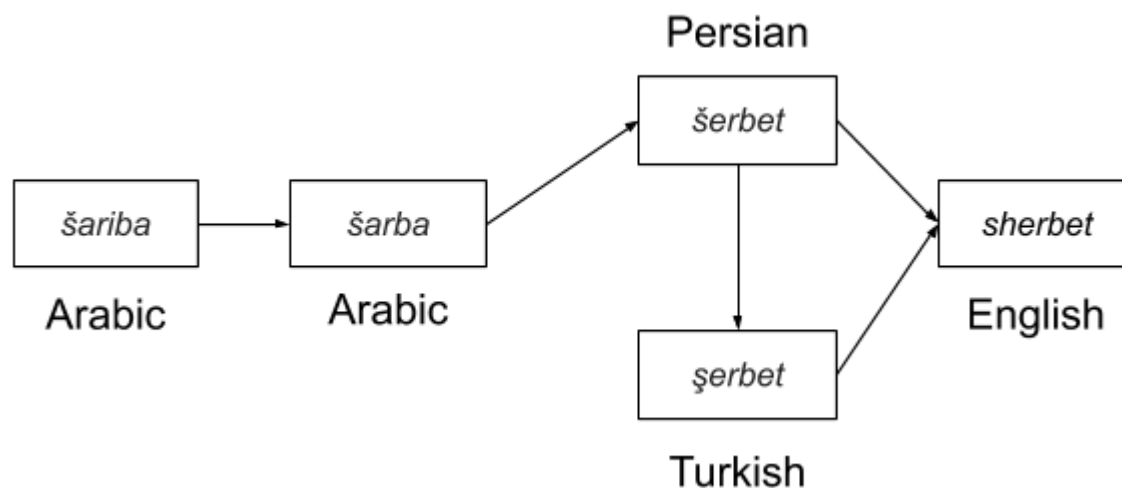 Persian
šerbet
šariba
šarba
sherbet
Arabic
Arabic
English
şerbet
Turkish